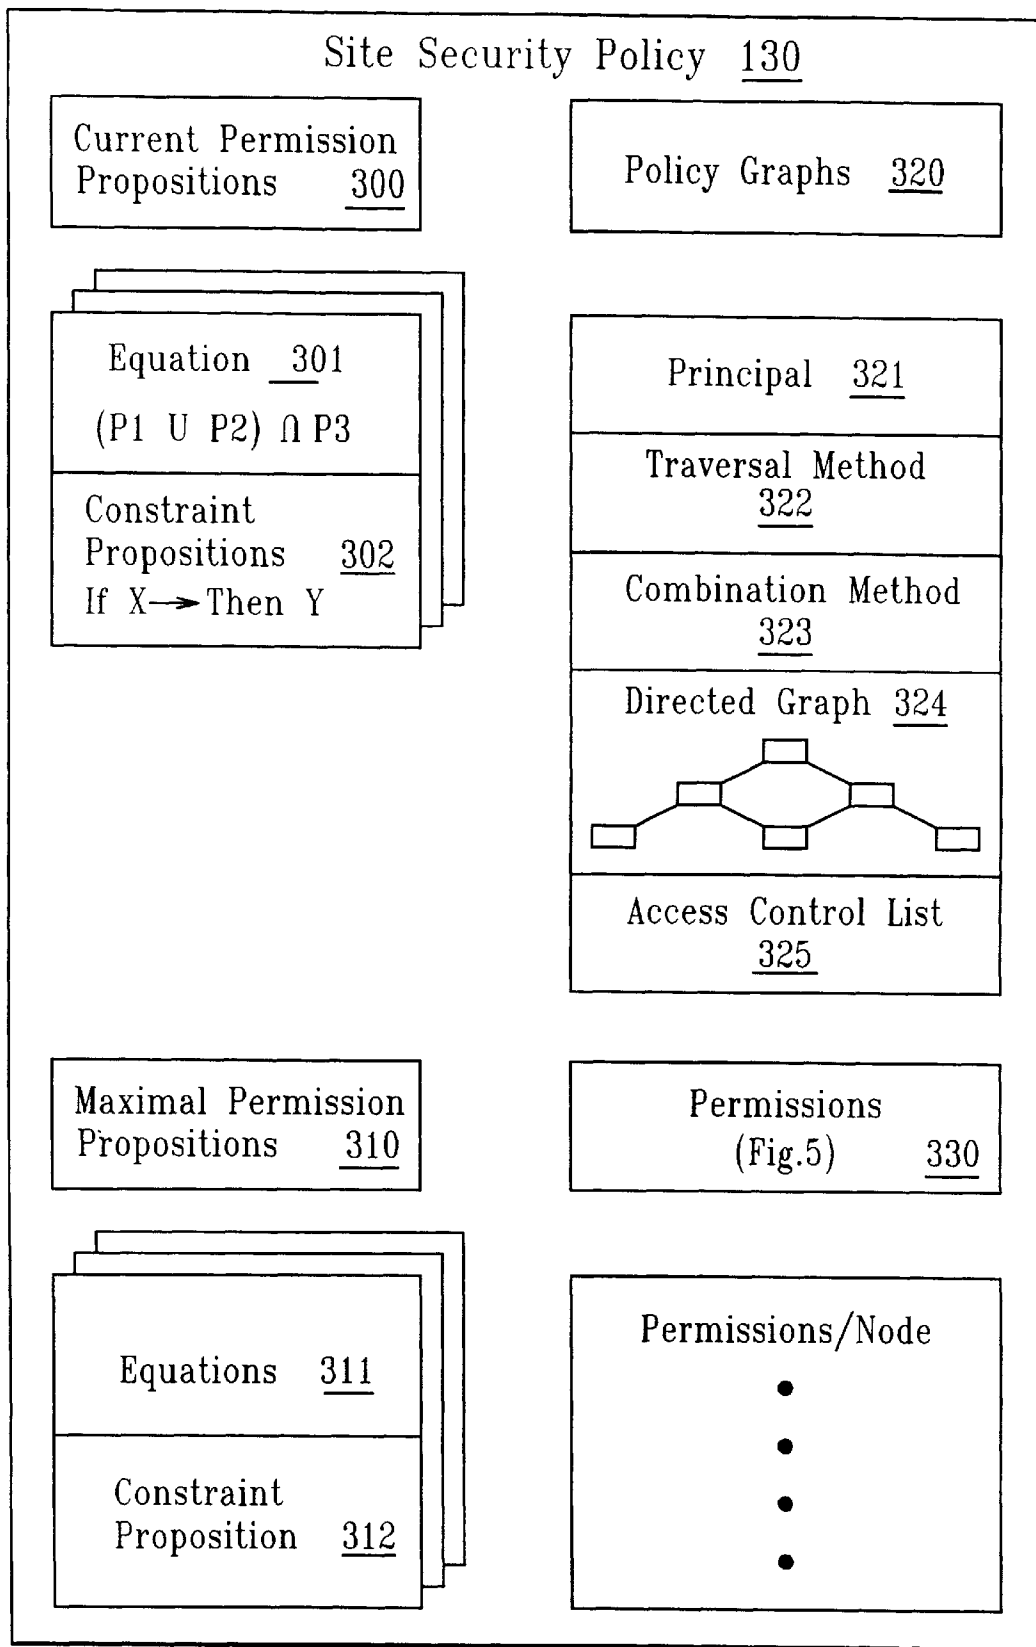 Site Security Policy 130
Current Permission
Propositions 300
Equation 301
(P1 U P2) ∩ P3
Constraint
Propositions 302
If X→Then Y
Policy Graphs 320
Principal 321
Traversal Method
322
Combination Method
323
Directed Graph 324
Access Control List
325
Maximal Permission
Propositions 310
Equations 311
Constraint
Proposition 312
Permissions
(Fig.5) 330
Permissions/Node